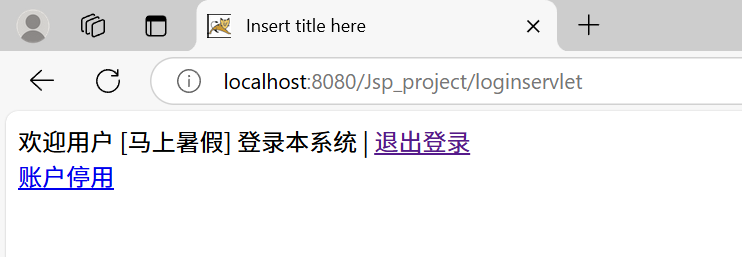 Insert title here
localhost:8080/Jsp_project/loginservlet
欢迎用户 [马上暑假] 登录本系统 | 退出登录
账户停用